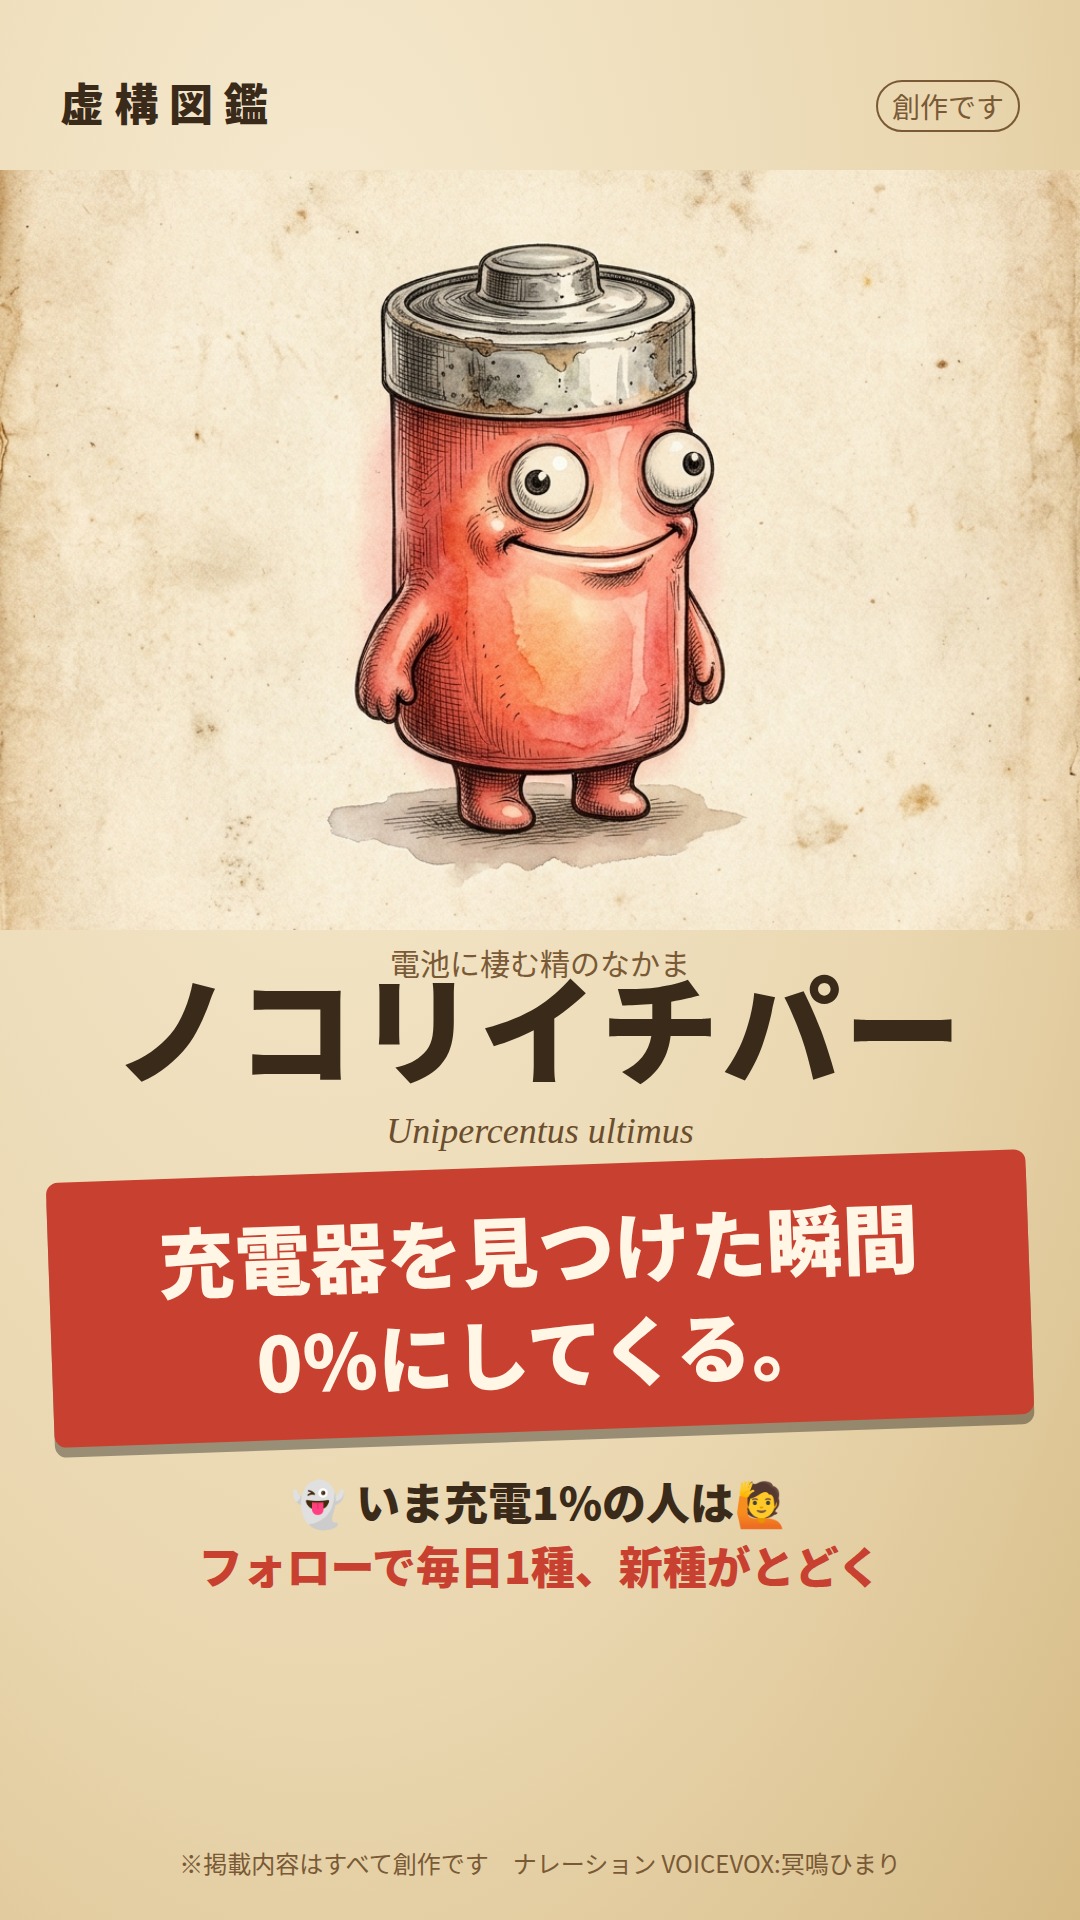 虚構図鑑
創作です
電池に棲む精のなかま
ノコリイチパー
Unipercentus ultimus
充電器を見つけた瞬間
0%にしてくる。
👻 いま充電1%の人は🙋
フォローで毎日1種、新種がとどく
※掲載内容はすべて創作です　ナレーション VOICEVOX:冥鳴ひまり